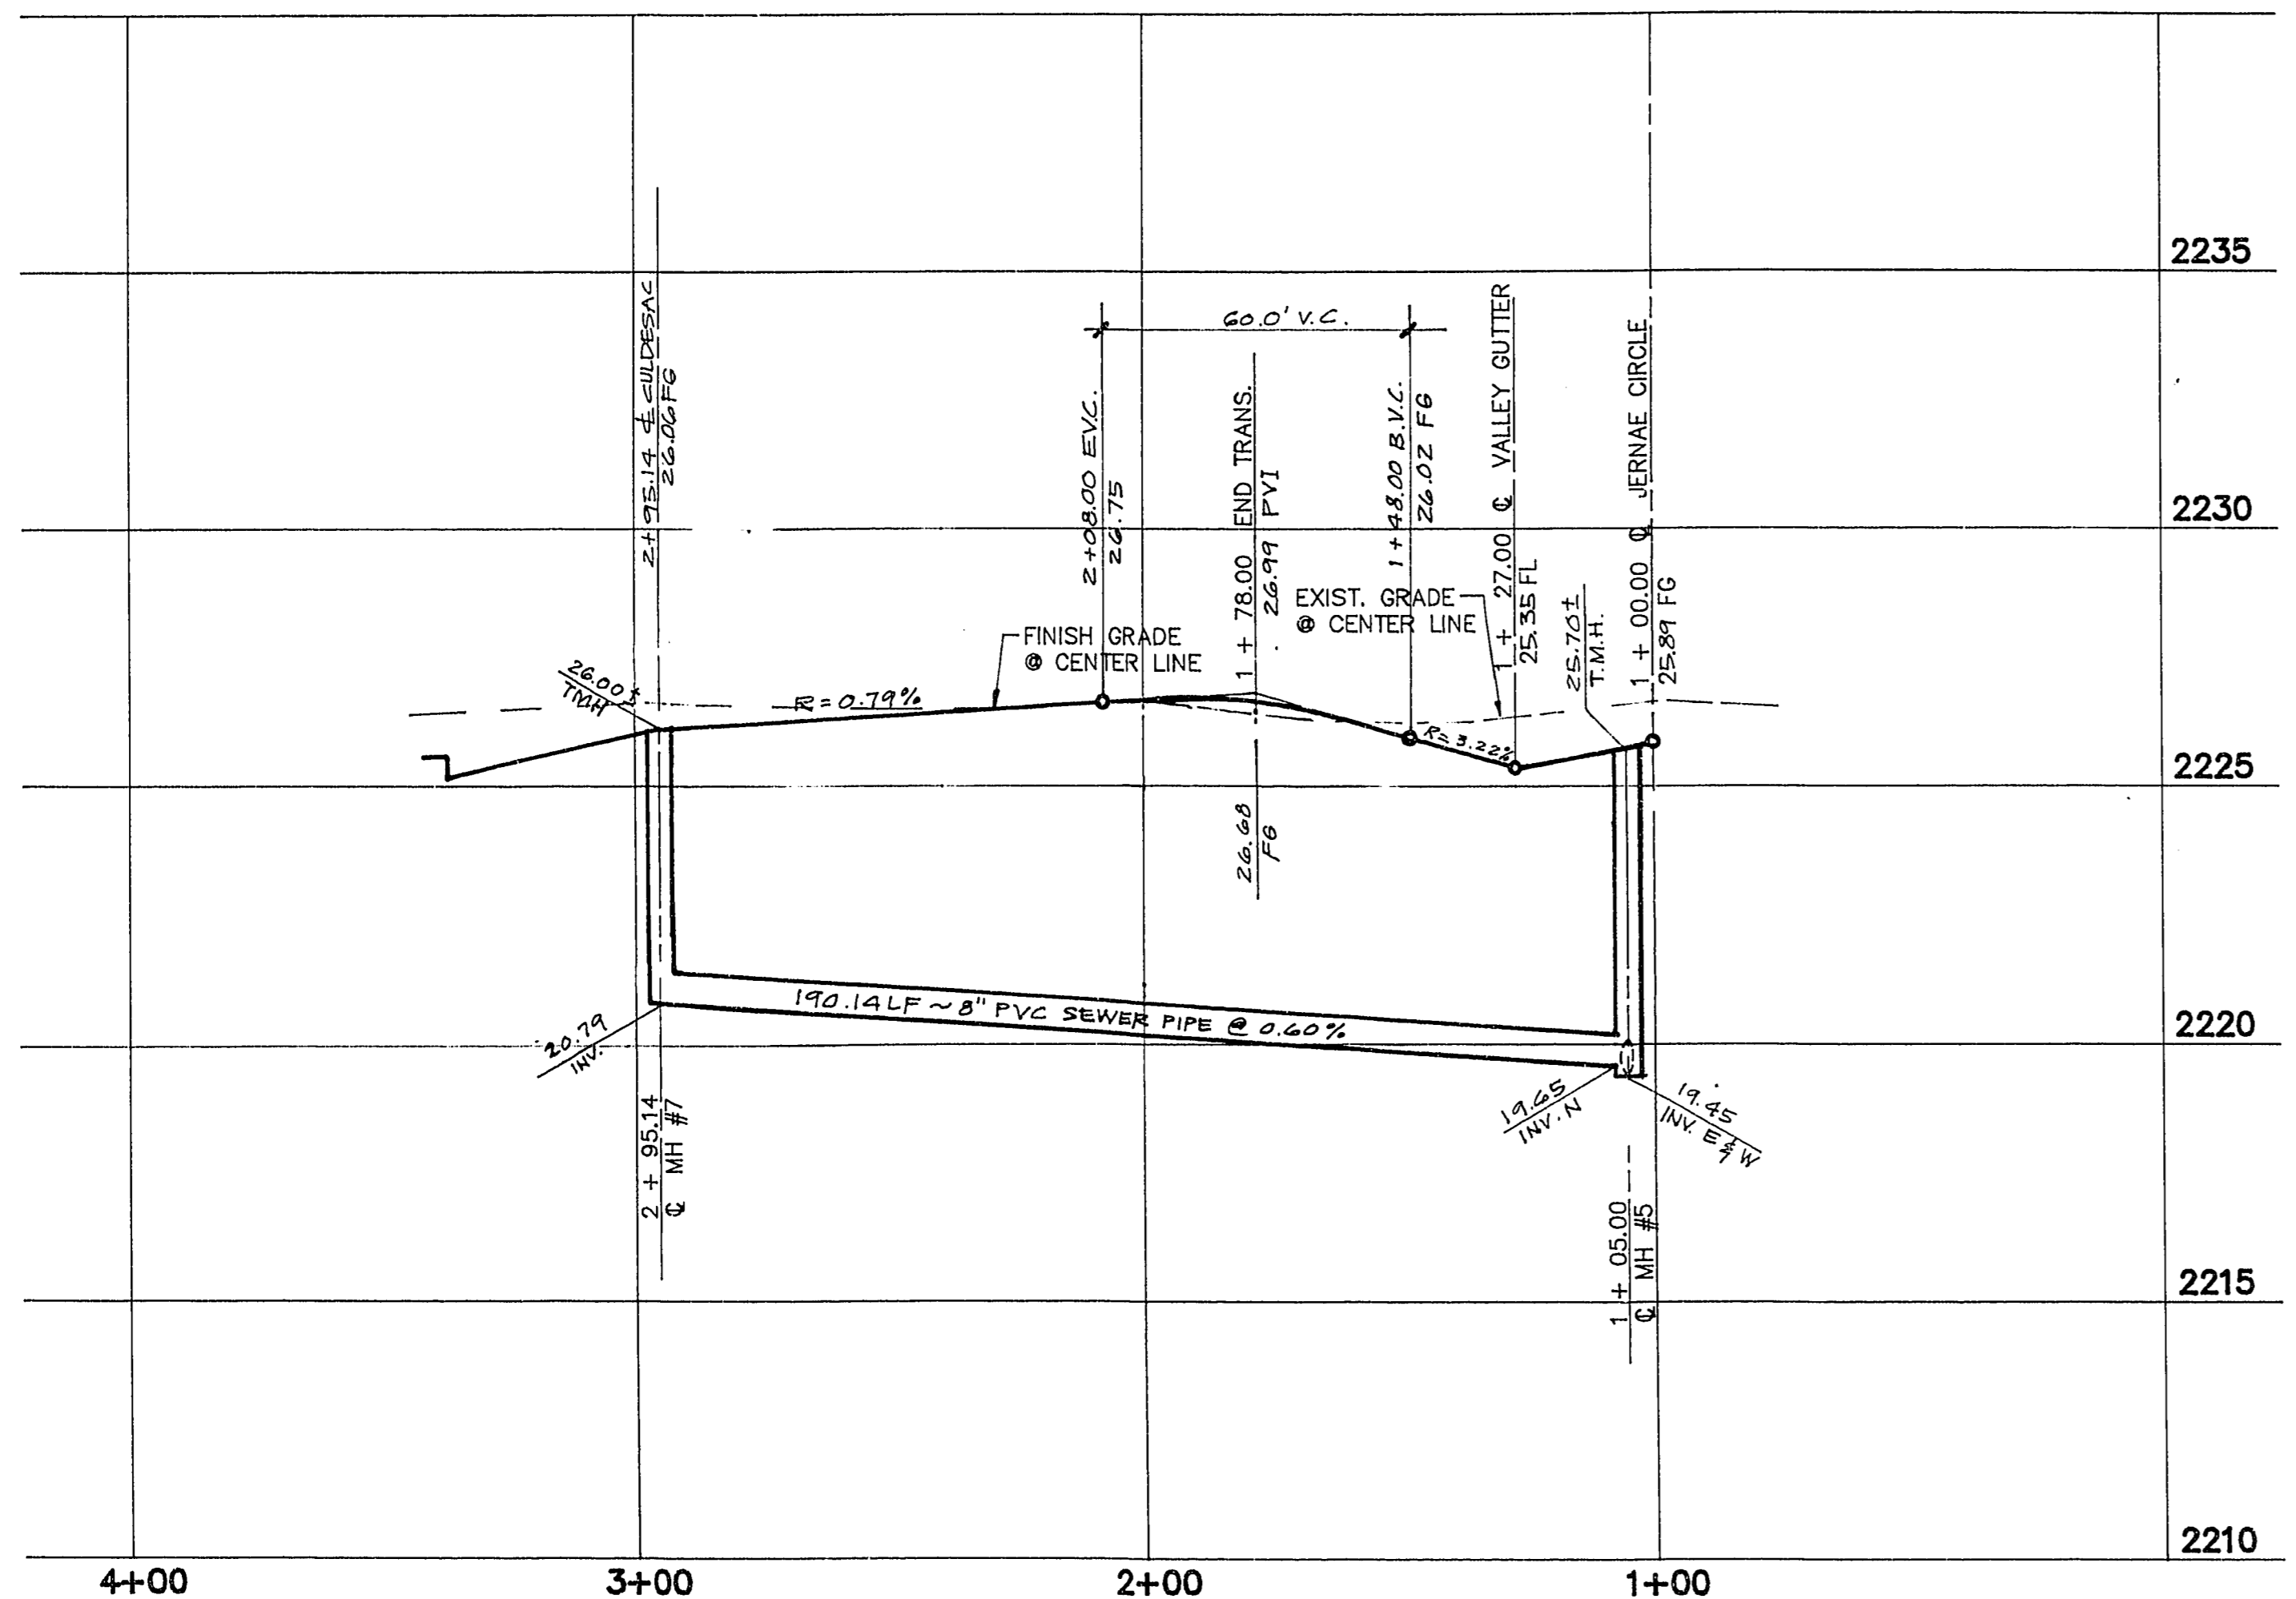 2235
2230
2225
2220
2215
2210
4+00
3+00
2+00
1+00
2+95.14 ℄ CULDESAC
26.06 FG
2+08.00 EVC.
26.75
60.0' V.C.
1 + 78.00 END TRANS.
26.99 PVI
1+48.00 B.V.C.
26.02 FG
1 + 27.00 ℄ VALLEY GUTTER
25.35 FL
1 + 00.00 ℄ JERNAE CIRCLE
25.89 FG
25.70±
T.M.H.
EXIST. GRADE
@ CENTER LINE
FINISH GRADE
@ CENTER LINE
26.00±
TMH
R=0.79%
R=3.22%
26.68
FG
190.14 LF ~ 8" PVC SEWER PIPE @ 0.60%
20.79
INV.
19.65
INV. N
19.45
INV. E & W
2 + 95.14
℄ MH #7
1 + 05.00
℄ MH #5